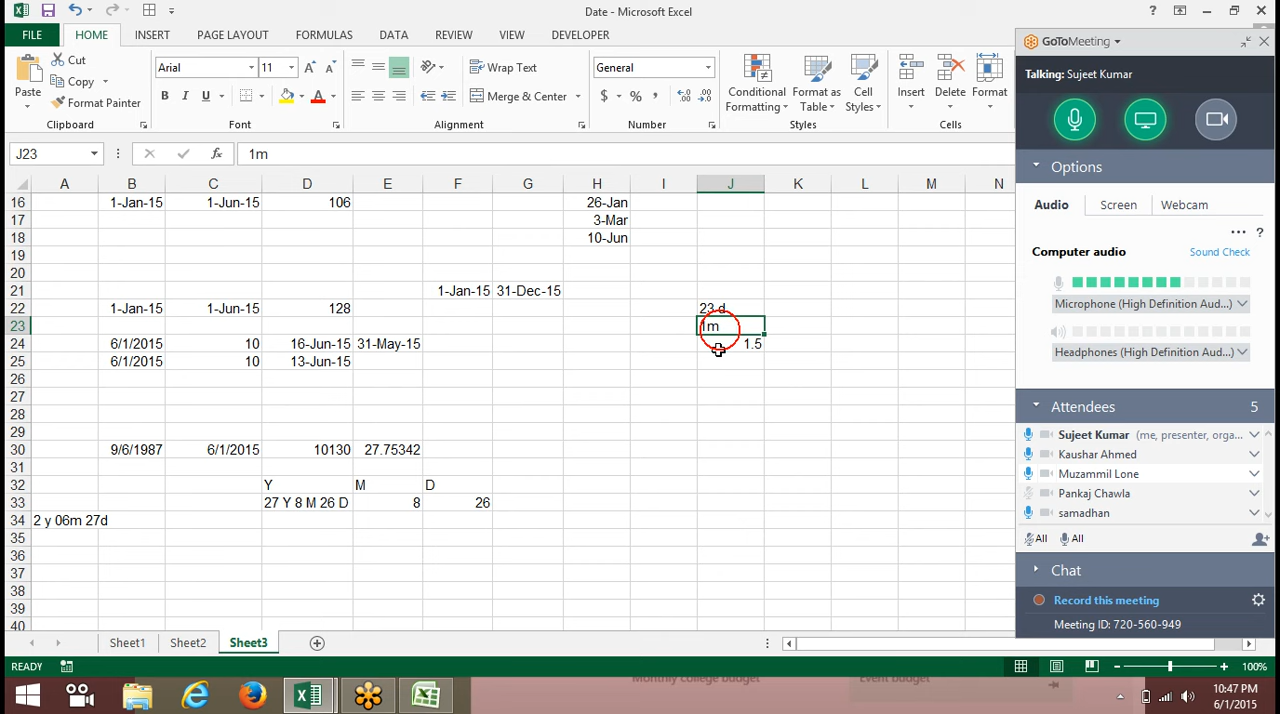 Date - Microsoft Excel
FILE HOME INSERT PAGE LAYOUT FORMULAS DATA REVIEW VIEW DEVELOPER
Paste Cut Copy Format Painter
Clipboard
Arial 11
B I U
Font
Wrap Text
Merge & Center
Alignment
General
$ %
Number
Conditional Formatting Format as Table Cell Styles
Styles
Insert Delete Format
Cells
J23 fx 1m
A B C D E F G H I J K L M N
16 1-Jan-15 1-Jun-15 106 26-Jan
17 3-Mar
18 10-Jun
19
20
21 1-Jan-15 31-Dec-15
22 1-Jan-15 1-Jun-15 128 23 d
23 1m
24 6/1/2015 10 16-Jun-15 31-May-15 1.5
25 6/1/2015 10 13-Jun-15
26
27
28
29
30 9/6/1987 6/1/2015 10130 27.75342
31
32 Y M D
33 27 Y 8 M 26 D 8 26
34 2 y 06m 27d
35
36
37
38
39
40
Sheet1 Sheet2 Sheet3
READY
100%
GoToMeeting
Talking: Sujeet Kumar
Options
Audio Screen Webcam
Computer audio Sound Check
Microphone (High Definition Aud...)
Headphones (High Definition Aud...)
Attendees 5
Sujeet Kumar (me, presenter, orga...
Kaushar Ahmed
Muzammil Lone
Pankaj Chawla
samadhan
All All
Chat
Record this meeting
Meeting ID: 720-560-949
Monthly college budget
Event budget
10:47 PM
6/1/2015